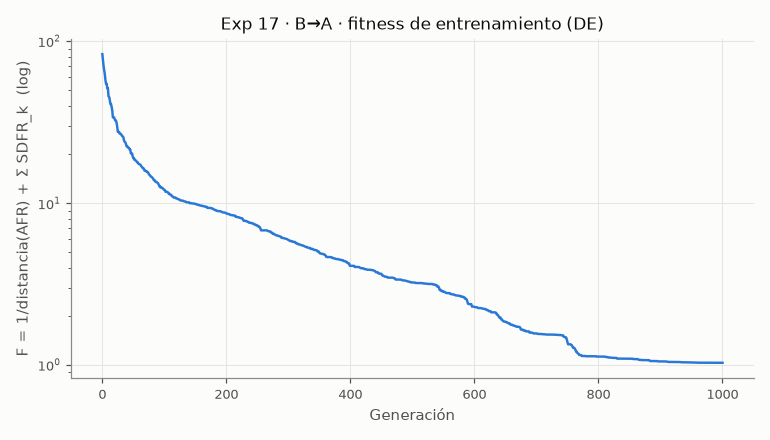 Exp 17 · B→A · fitness de entrenamiento (DE)
F = 1/distancia(AFR) + Σ SDFR_k (log)
10²
10¹
10⁰
0 200 400 600 800 1000
Generación